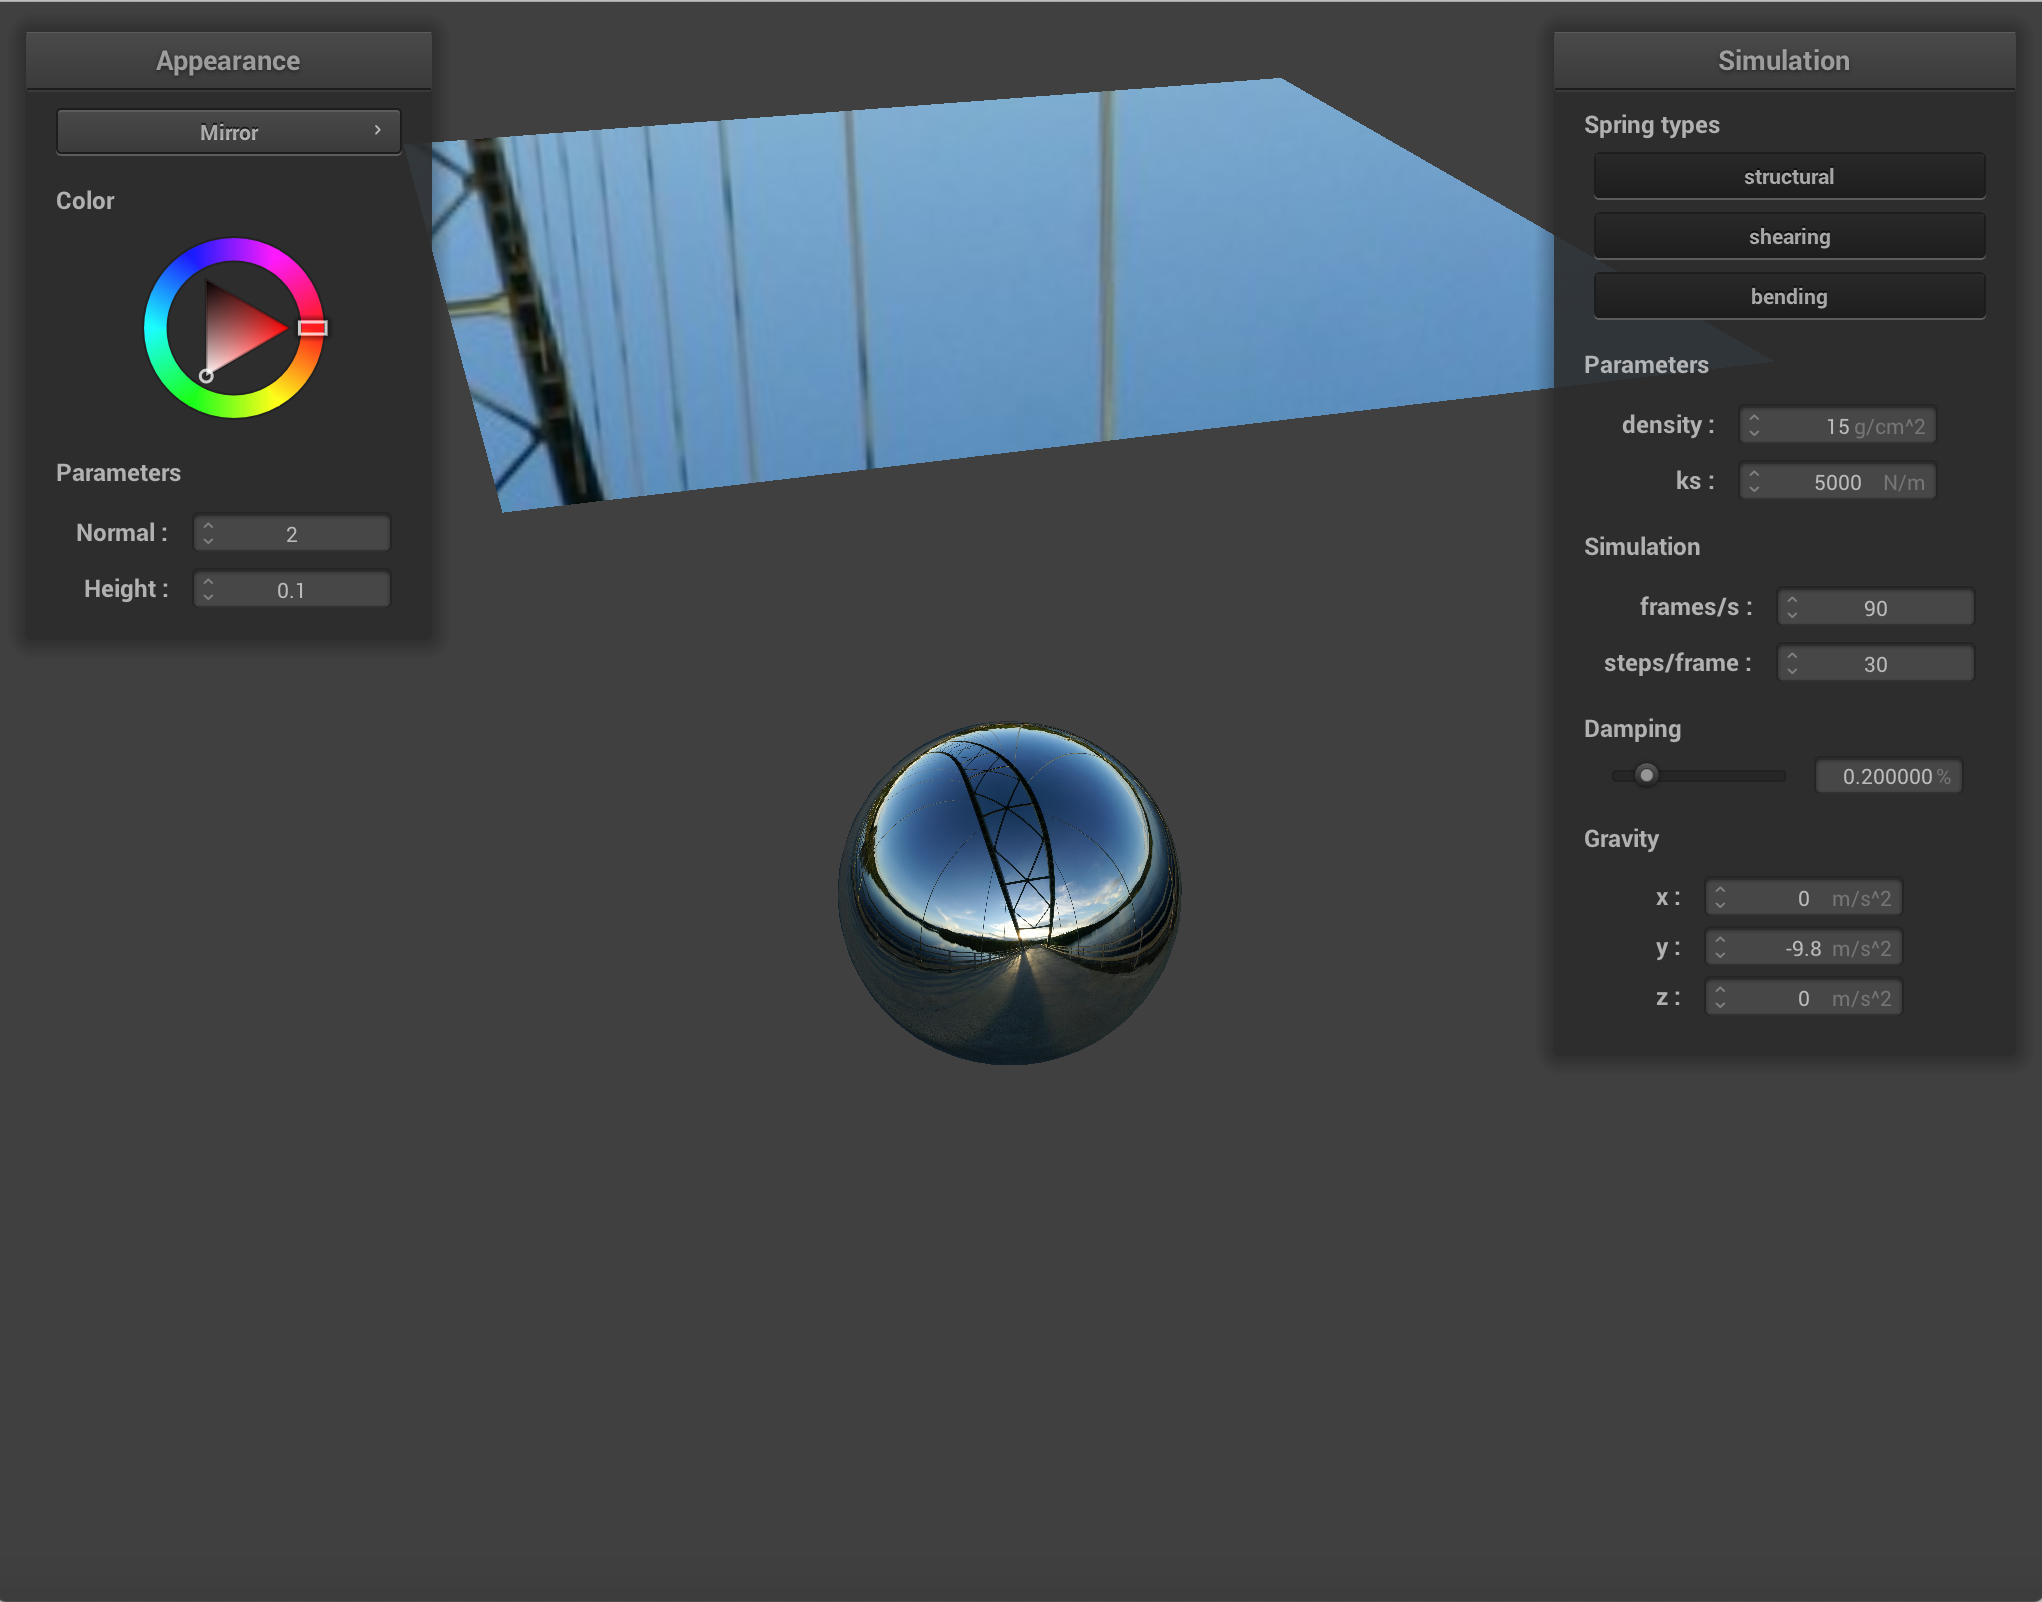 Appearance
Mirror
Color
Parameters
Normal : 2
Height : 0.1
Simulation
Spring types
structural
shearing
bending
Parameters
density : 15 g/cm^2
ks : 5000 N/m
Simulation
frames/s : 90
steps/frame : 30
Damping
0.200000 %
Gravity
x : 0 m/s^2
y : -9.8 m/s^2
z : 0 m/s^2